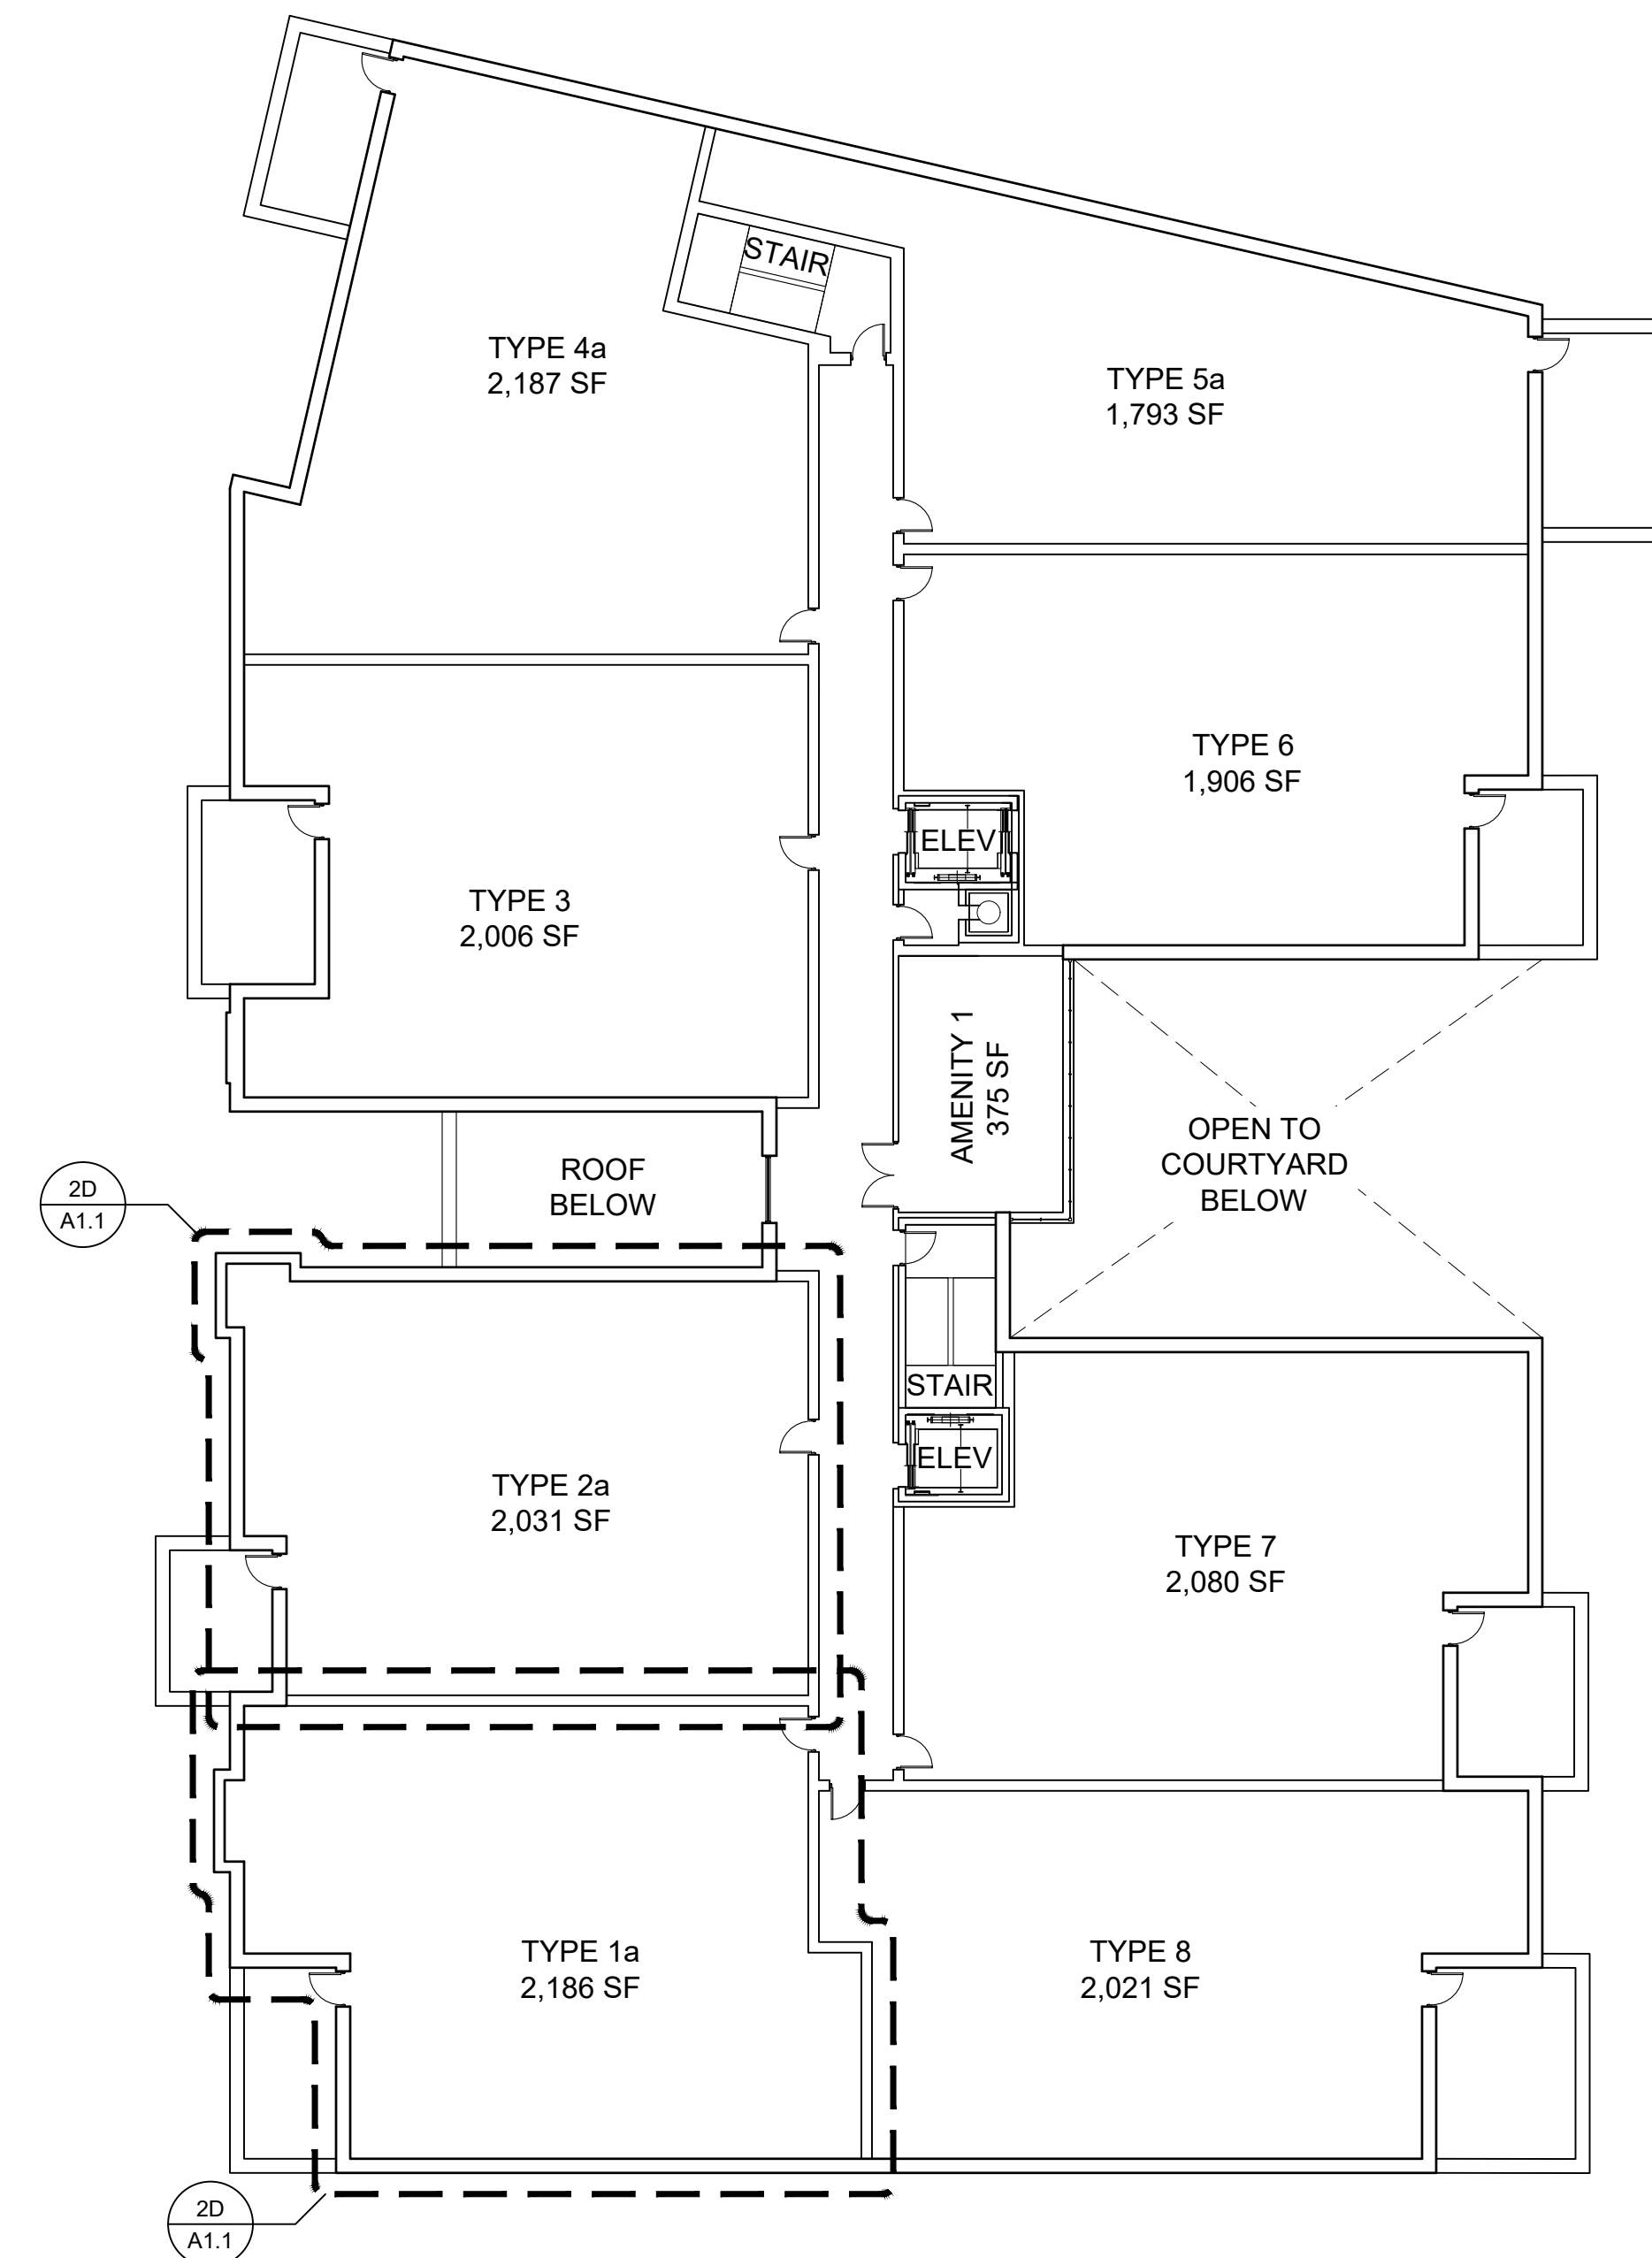 STAIR
TYPE 4a
2,187 SF
TYPE 5a
1,793 SF
TYPE 6
1,906 SF
ELEV
TYPE 3
2,006 SF
AMENITY 1
375 SF
OPEN TO
COURTYARD
BELOW
ROOF
BELOW
2D
A1.1
STAIR
ELEV
TYPE 2a
2,031 SF
TYPE 7
2,080 SF
TYPE 1a
2,186 SF
TYPE 8
2,021 SF
2D
A1.1